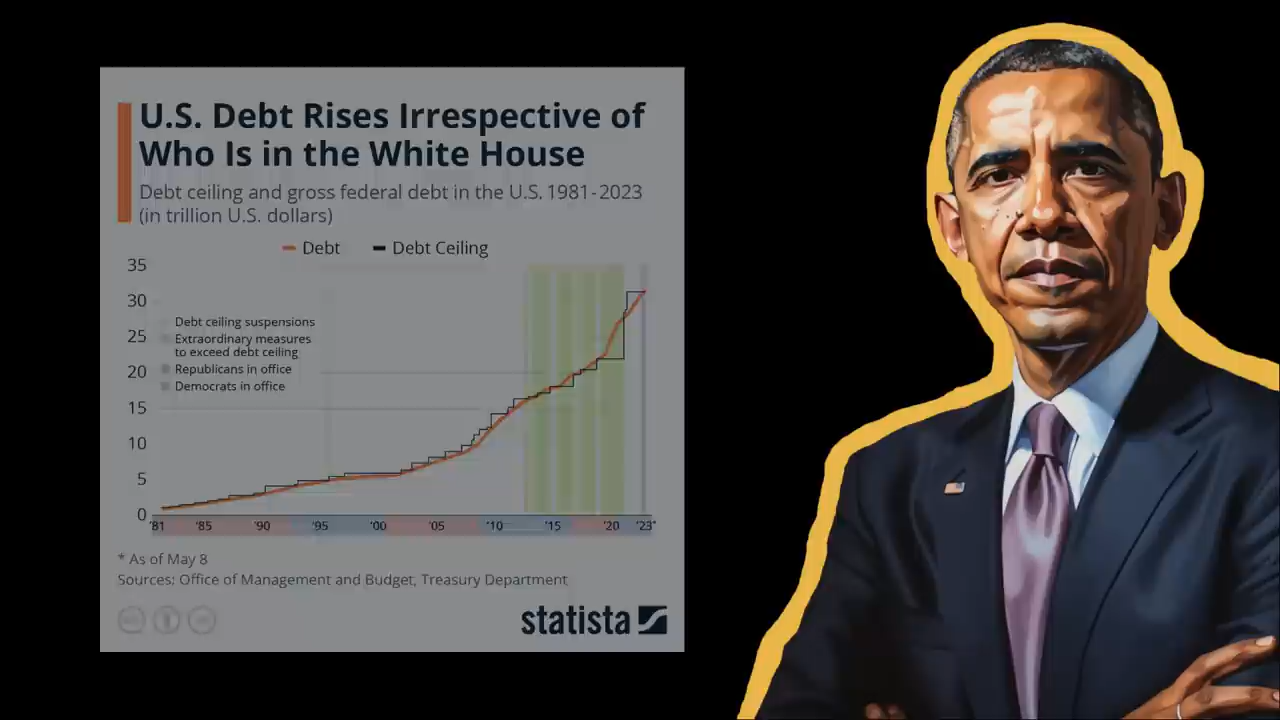 U.S. Debt Rises Irrespective of
Who Is in the White House
Debt ceiling and gross federal debt in the U.S. 1981-2023
(in trillion U.S. dollars)
Debt Debt Ceiling
35
30
25
20
15
10
5
0
Debt ceiling suspensions
Extraordinary measures
to exceed debt ceiling
Republicans in office
Democrats in office
'81 '85 '90 '95 '00 '05 '10 '15 '20 '23*
* As of May 8
Sources: Office of Management and Budget, Treasury Department
statista